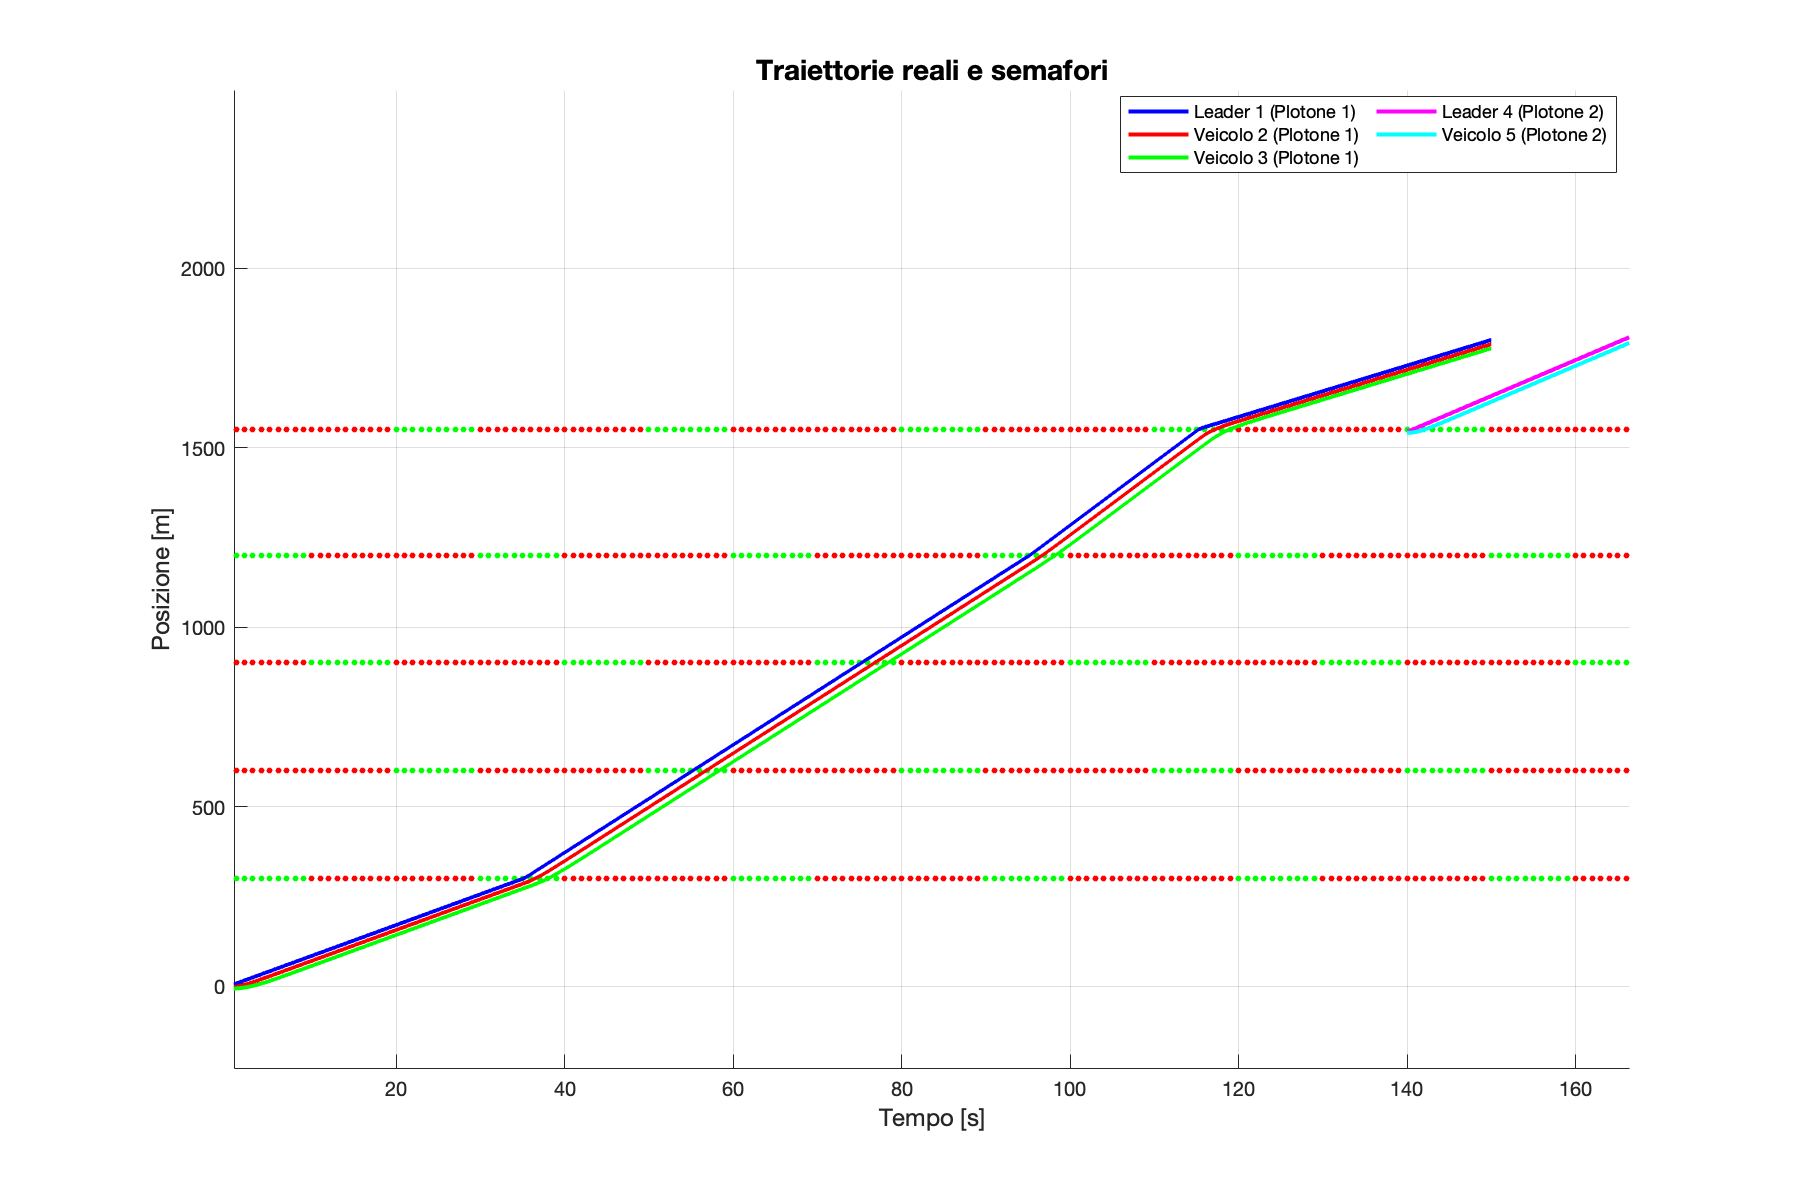 Traiettorie reali e semafori
Leader 1 (Plotone 1)
Veicolo 2 (Plotone 1)
Veicolo 3 (Plotone 1)
Leader 4 (Plotone 2)
Veicolo 5 (Plotone 2)
Posizione [m]
2000
1500
1000
500
0
20 40 60 80 100 120 140 160
Tempo [s]